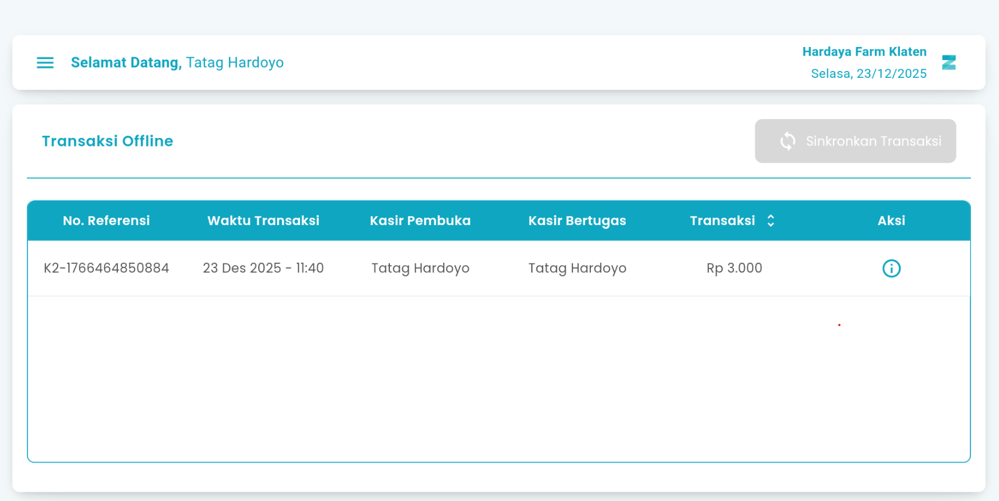 Selamat Datang, Tatag Hardoyo
Hardaya Farm Klaten
Selasa, 23/12/2025
Transaksi Offline
Sinkronkan Transaksi
No. Referensi Waktu Transaksi Kasir Pembuka Kasir Bertugas Transaksi Aksi
K2-1766464850884 23 Des 2025 - 11:40 Tatag Hardoyo Tatag Hardoyo Rp 3.000